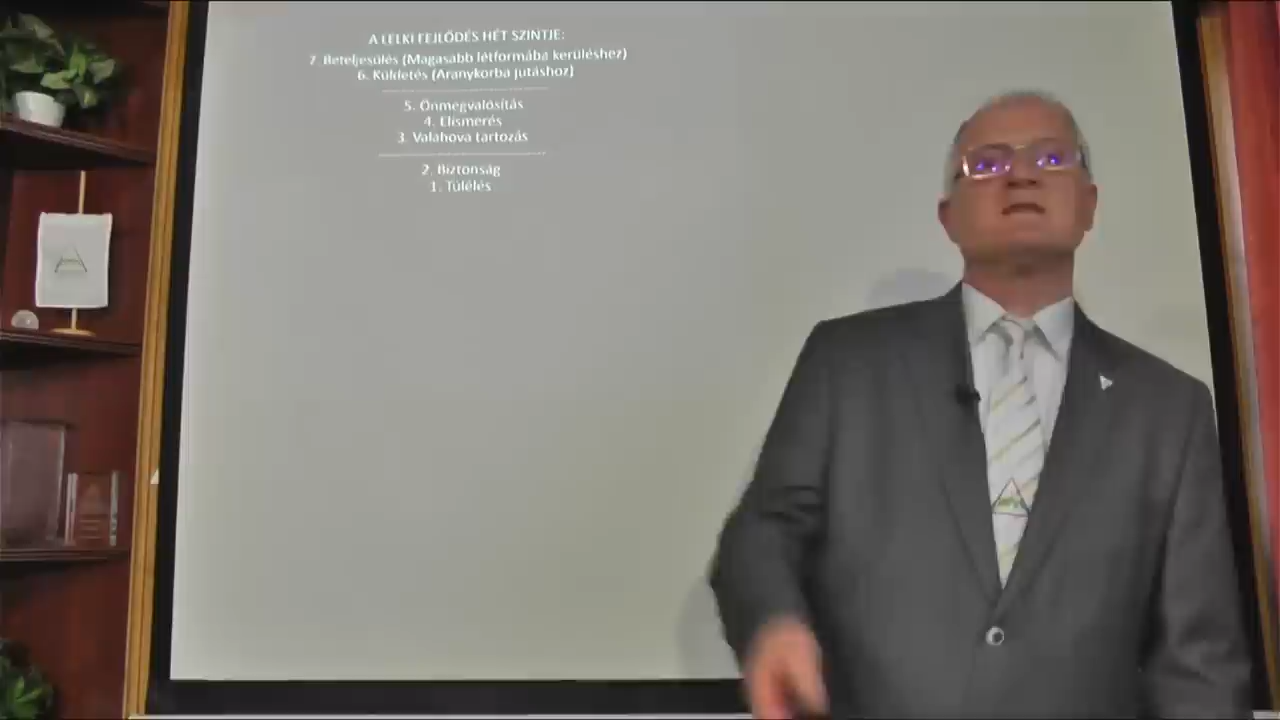 A LELKI FEJLŐDÉS HÉT SZINTJE:
7. Beteljesülés (Magasabb létformába kerüléshez)
6. Küldetés (Aranykorba jutáshoz)
5. Önmegvalósítás
4. Elismerés
3. Valahova tartozás
2. Biztonság
1. Túlélés